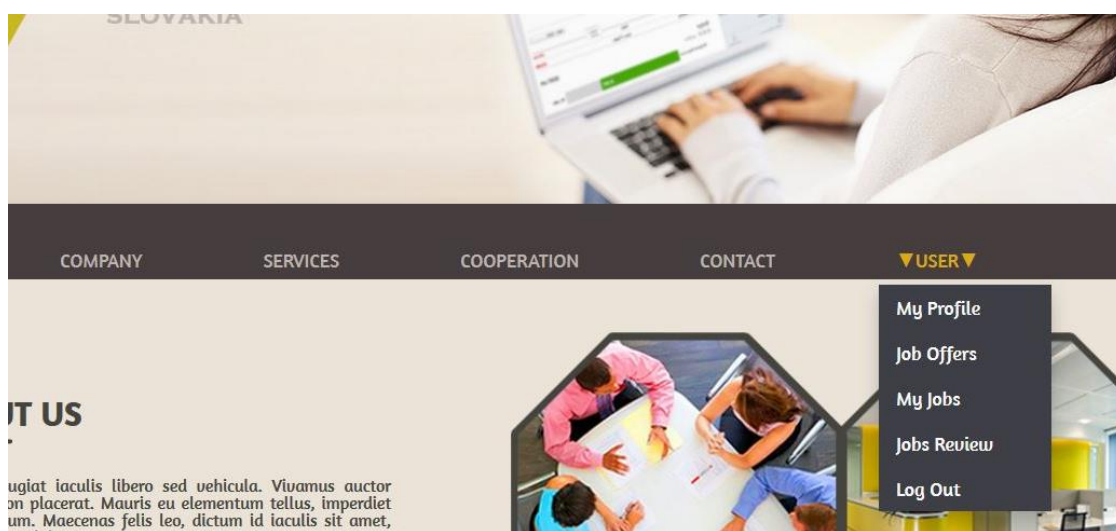 SLOVAKIA
COMPANY SERVICES COOPERATION CONTACT ▼USER▼
My Profile
Job Offers
My Jobs
Jobs Review
Log Out
UT US
ugiat iaculis libero sed vehicula. Vivamus auctor
on placerat. Mauris eu elementum tellus, imperdiet
um. Maecenas felis leo, dictum id iaculis sit amet,